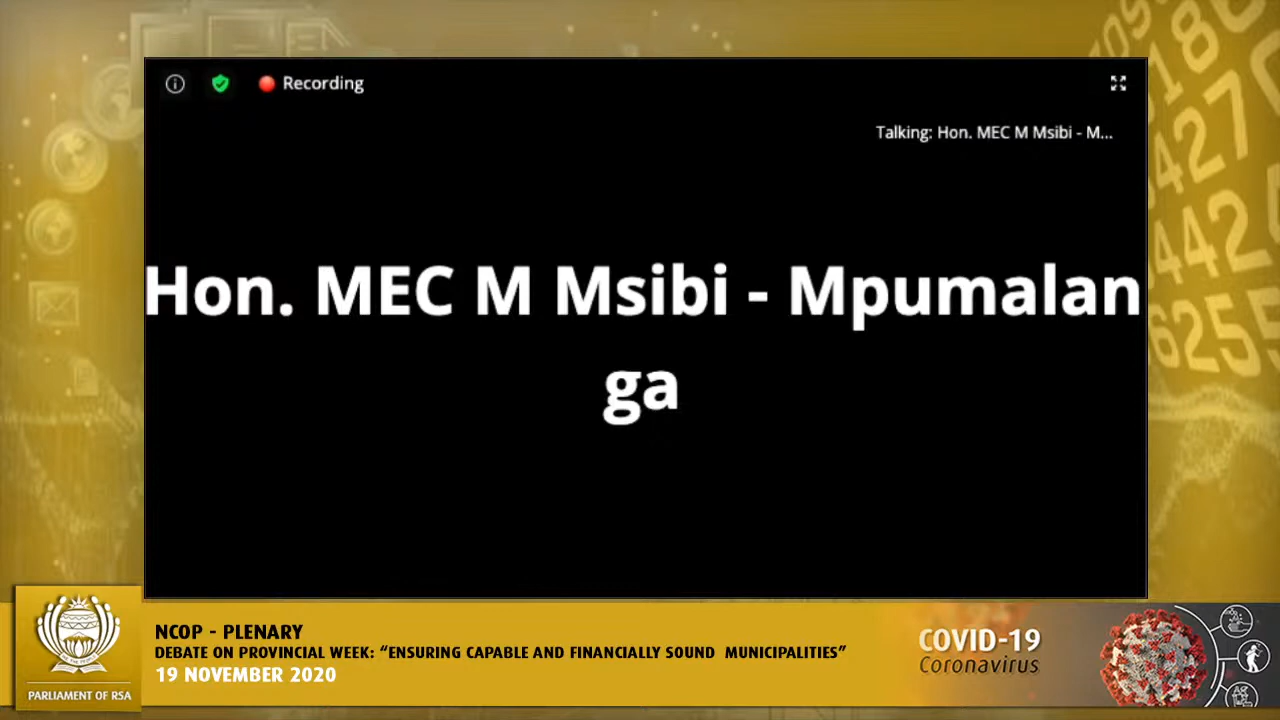 Recording
Talking: Hon. MEC M Msibi - M...
Hon. MEC M Msibi - Mpumalan
ga
NCOP - PLENARY
DEBATE ON PROVINCIAL WEEK: “ENSURING CAPABLE AND FINANCIALLY SOUND MUNICIPALITIES”
19 NOVEMBER 2020
PARLIAMENT OF RSA
COVID-19
Coronavirus